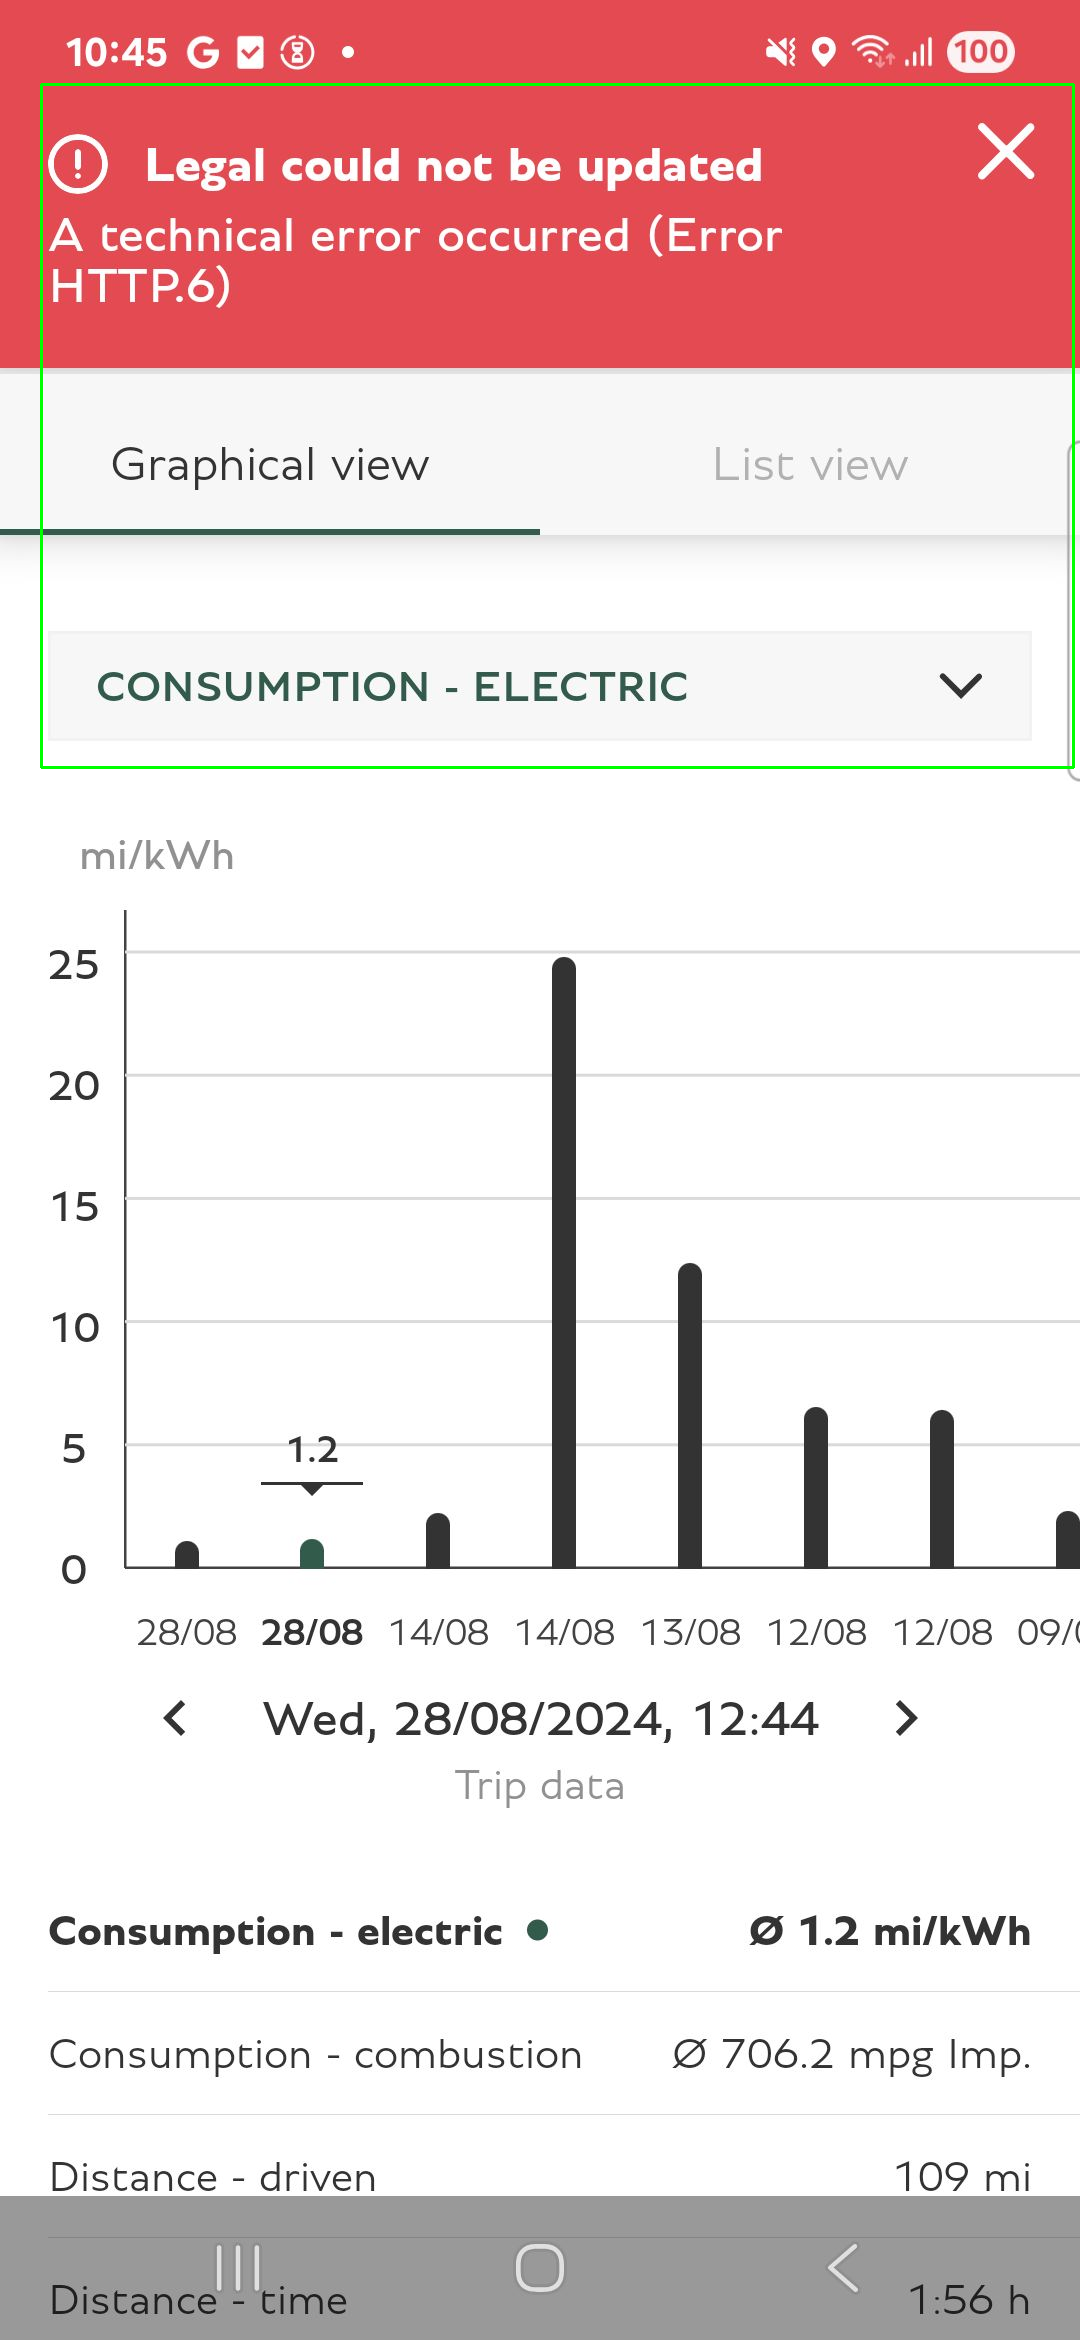 10:45
100
Legal could not be updated
A technical error occurred (Error
HTTP.6)
Graphical view List view
CONSUMPTION - ELECTRIC
mi/kWh
25
20
15
10
5
1.2
0
28/08 28/08 14/08 14/08 13/08 12/08 12/08 09/0
Wed, 28/08/2024, 12:44
Trip data
Consumption - electric Ø 1.2 mi/kWh
Consumption - combustion Ø 706.2 mpg Imp.
Distance - driven 109 mi
Distance - time 1:56 h